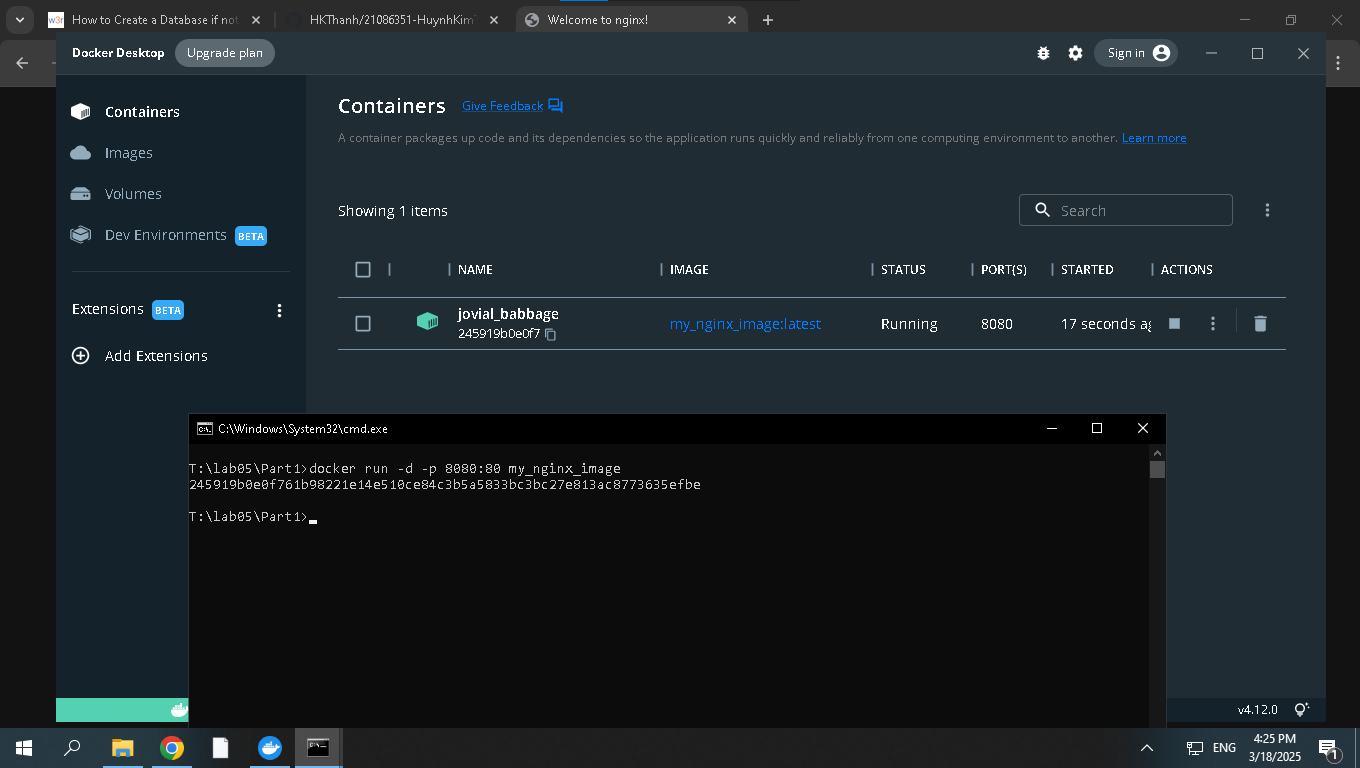 How to Create a Database if not
HKThanh/21086351-HuynhKim
Welcome to nginx!
Docker Desktop
Upgrade plan
Sign in
Containers
Images
Volumes
Dev Environments BETA
Extensions BETA
Add Extensions
Containers
Give Feedback
A container packages up code and its dependencies so the application runs quickly and reliably from one computing environment to another. Learn more
Showing 1 items
Search
NAME IMAGE STATUS PORT(S) STARTED ACTIONS
jovial_babbage my_nginx_image:latest Running 8080 17 seconds ag
245919b0e0f7
C:\Windows\System32\cmd.exe
T:\lab05\Part1>docker run -d -p 8080:80 my_nginx_image
245919b0e0f761b98221e14e510ce84c3b5a5833bc3bc27e813ac8773635efbe
T:\lab05\Part1>
v4.12.0
ENG
4:25 PM
3/18/2025
1